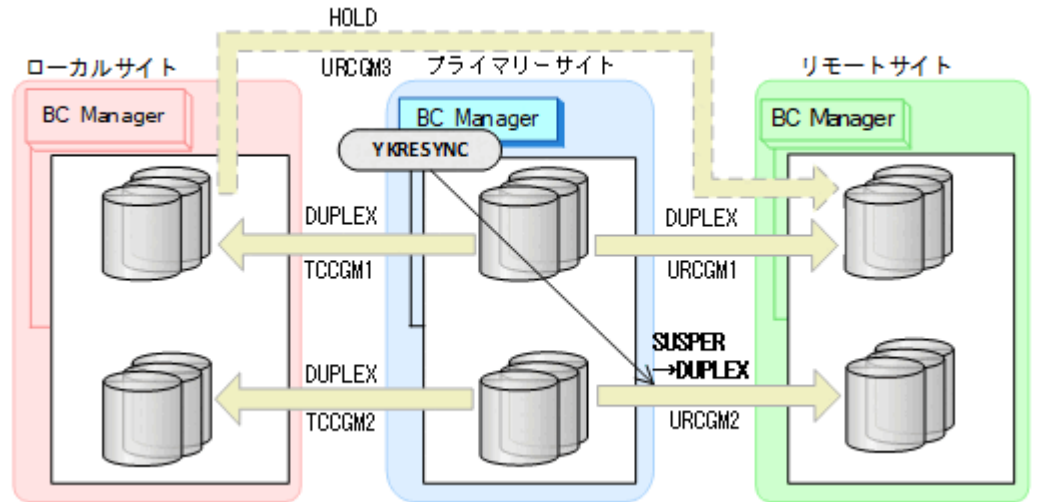 HOLD
URCGM3
ローカルサイト
プライマリーサイト
リモートサイト
BC Manager
BC Manager
BC Manager
YKRESYNC
DUPLEX
TCCGM1
DUPLEX
URCGM1
SUSPER
→DUPLEX
DUPLEX
TCCGM2
URCGM2